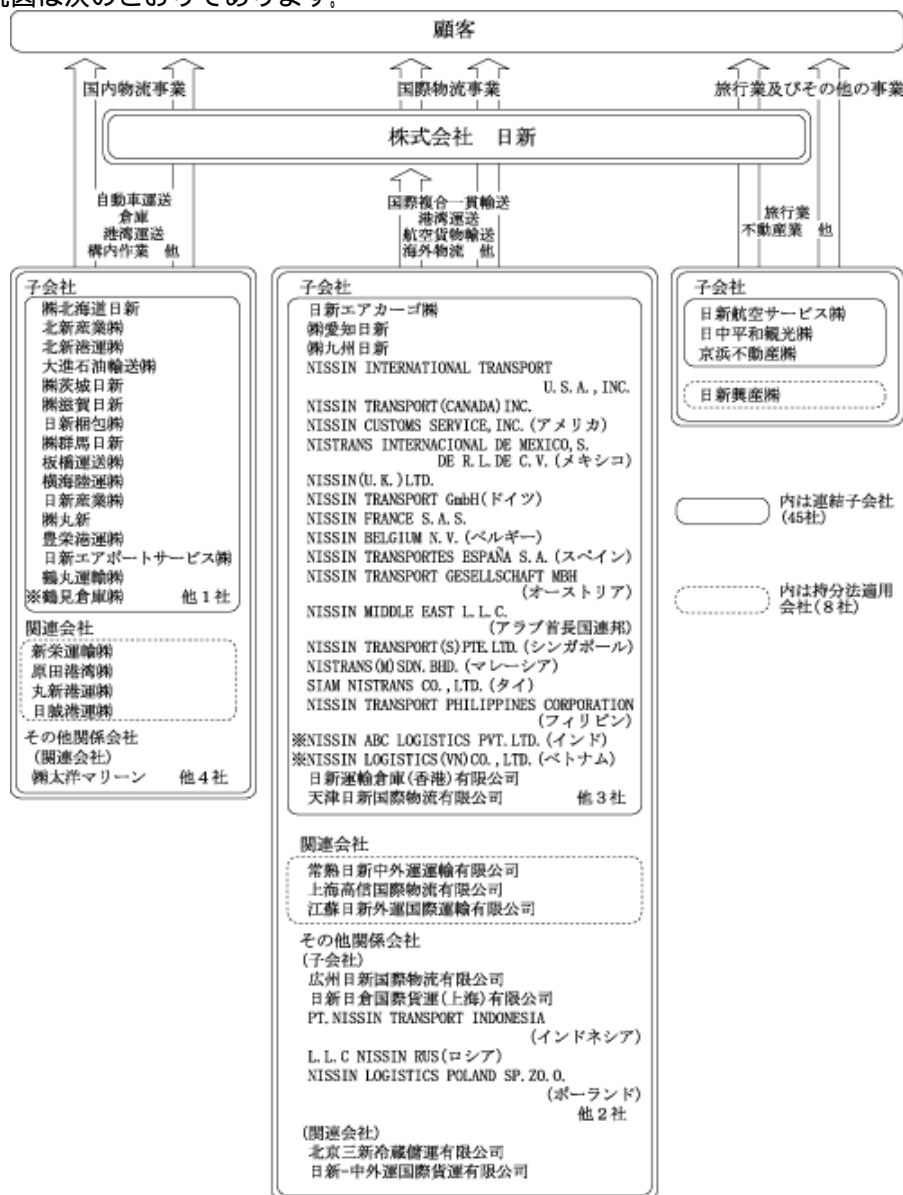 況図は次のとおりであります。
顧客
国内物流事業
国際物流事業
旅行業及びその他の事業
株式会社 日新
自動車運送
倉庫
港湾運送
構内作業 他
国際複合一貫輸送
港湾運送
航空貨物輸送
海外物流 他
旅行業
不動産業 他
子会社
㈱北海道日新
北新産業㈱
北新港運㈱
大進石油輸送㈱
㈱茨城日新
㈱滋賀日新
日新梱包㈱
㈱群馬日新
板橋運送㈱
横海陸運㈱
日新産業㈱
㈱丸新
豊栄港運㈱
日新エアポートサービス㈱
鶴丸運輸㈱
※鶴見倉庫㈱ 他1社
関連会社
新栄運輸㈱
原田港湾㈱
丸新港運㈱
日誠港運㈱
その他関係会社
(関連会社)
㈱太洋マリーン 他4社
子会社
日新エアカーゴ㈱
㈱愛知日新
㈱九州日新
NISSIN INTERNATIONAL TRANSPORT
U.S.A.,INC.
NISSIN TRANSPORT(CANADA)INC.
NISSIN CUSTOMS SERVICE,INC.(アメリカ)
NISTRANS INTERNACIONAL DE MEXICO,S.
DE R.L.DE C.V.(メキシコ)
NISSIN(U.K.)LTD.
NISSIN TRANSPORT GmbH(ドイツ)
NISSIN FRANCE S.A.S.
NISSIN BELGIUM N.V.(ベルギー)
NISSIN TRANSPORTES ESPAÑA S.A.(スペイン)
NISSIN TRANSPORT GESELLSCHAFT MBH
(オーストリア)
NISSIN MIDDLE EAST L.L.C.
(アラブ首長国連邦)
NISSIN TRANSPORT(S)PTE.LTD.(シンガポール)
NISTRANS(M)SDN.BHD.(マレーシア)
SIAM NISTRANS CO.,LTD.(タイ)
NISSIN TRANSPORT PHILIPPINES CORPORATION
(フィリピン)
※NISSIN ABC LOGISTICS PVT.LTD.(インド)
※NISSIN LOGISTICS(VN)CO.,LTD.(ベトナム)
日新運輸倉庫(香港)有限公司
天津日新国際物流有限公司 他3社
関連会社
常熟日新中外運運輸有限公司
上海高信国際物流有限公司
江蘇日新外運国際運輸有限公司
その他関係会社
(子会社)
広州日新国際物流有限公司
日新日倉国際貨運(上海)有限公司
PT.NISSIN TRANSPORT INDONESIA
(インドネシア)
L.L.C NISSIN RUS(ロシア)
NISSIN LOGISTICS POLAND SP.ZO.O.
(ポーランド)
他2社
(関連会社)
北京三新冷蔵儲運有限公司
日新-中外運国際貨運有限公司
子会社
日新航空サービス㈱
日中平和観光㈱
京浜不動産㈱
日新興産㈱
内は連結子会社
(45社)
内は持分法適用
会社(8社)